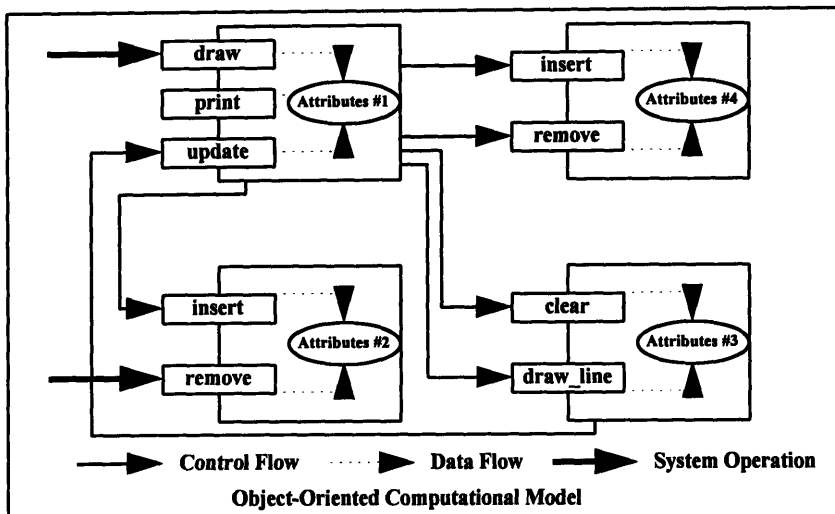 draw
print
update
Attributes #1
insert
remove
Attributes #4
insert
remove
Attributes #2
clear
draw_line
Attributes #3
Control Flow
Data Flow
System Operation
Object-Oriented Computational Model